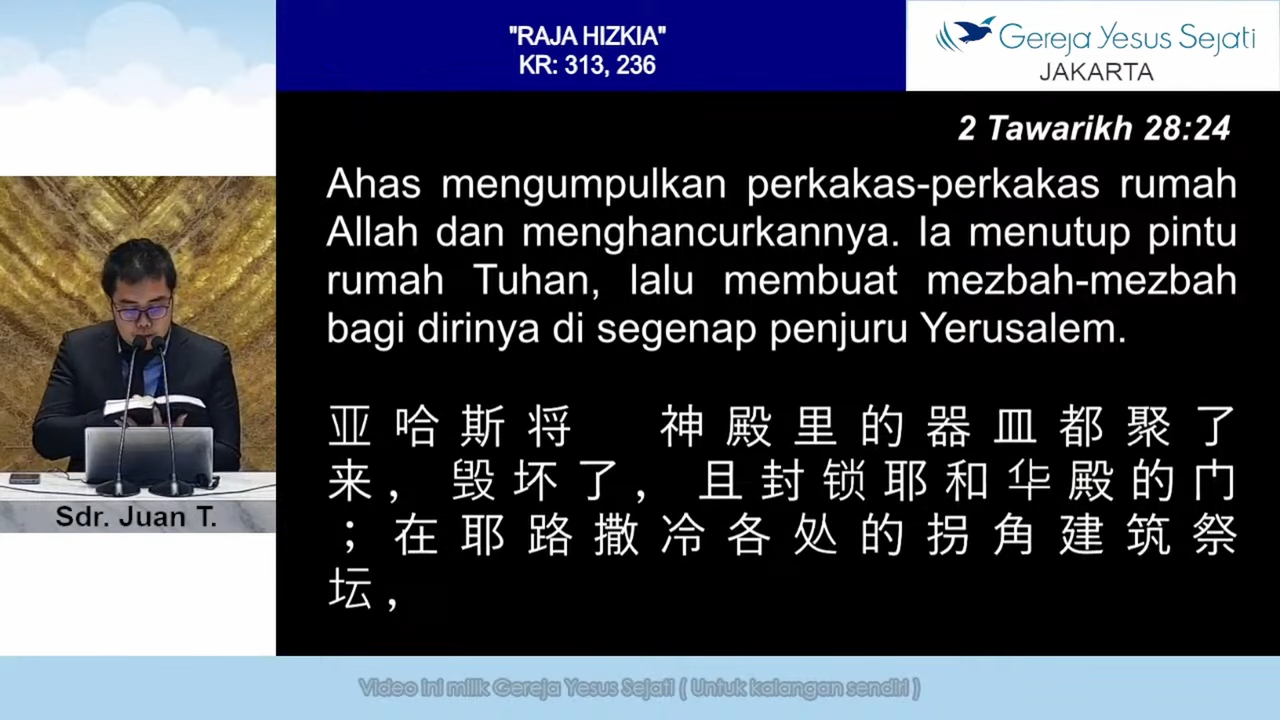 "RAJA HIZKIA"
KR: 313, 236
Gereja Yesus Sejati
JAKARTA
2 Tawarikh 28:24
Ahas mengumpulkan perkakas-perkakas rumah
Allah dan menghancurkannya. Ia menutup pintu
rumah Tuhan, lalu membuat mezbah-mezbah
bagi dirinya di segenap penjuru Yerusalem.
亚哈斯将　神殿里的器皿都聚了
来，毁坏了，且封锁耶和华殿的门
；在耶路撒冷各处的拐角建筑祭
坛，
Sdr. Juan T.
Video ini milik Gereja Yesus Sejati ( Untuk kalangan sendiri )